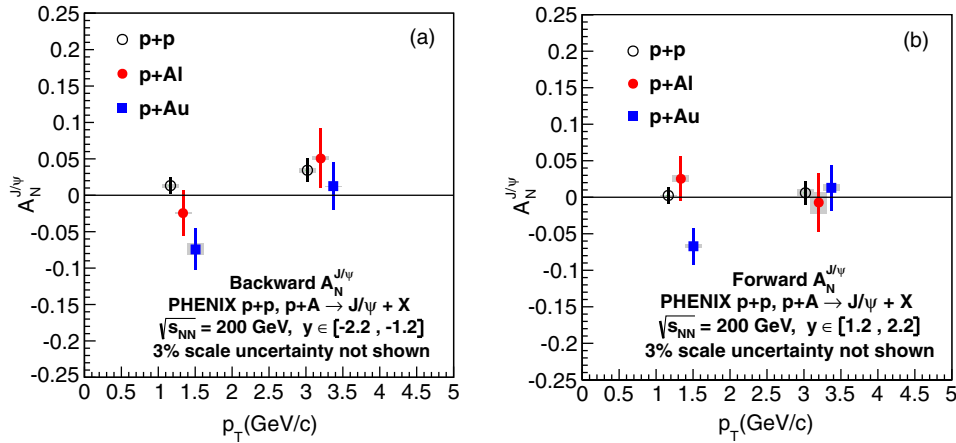 0.25
0.2
0.15
0.1
0.05
0
-0.05
-0.1
-0.15
-0.2
-0.25
A_N^{J/ψ}
(a)
p+p
p+Al
p+Au
Backward A_N^{J/ψ}
PHENIX p+p, p+A → J/ψ + X
√s_NN = 200 GeV, y ∈ [-2.2 , -1.2]
3% scale uncertainty not shown
0 0.5 1 1.5 2 2.5 3 3.5 4 4.5 5
p_T(GeV/c)
0.25
0.2
0.15
0.1
0.05
0
-0.05
-0.1
-0.15
-0.2
-0.25
A_N^{J/ψ}
(b)
p+p
p+Al
p+Au
Forward A_N^{J/ψ}
PHENIX p+p, p+A → J/ψ + X
√s_NN = 200 GeV, y ∈ [1.2 , 2.2]
3% scale uncertainty not shown
0 0.5 1 1.5 2 2.5 3 3.5 4 4.5 5
p_T(GeV/c)